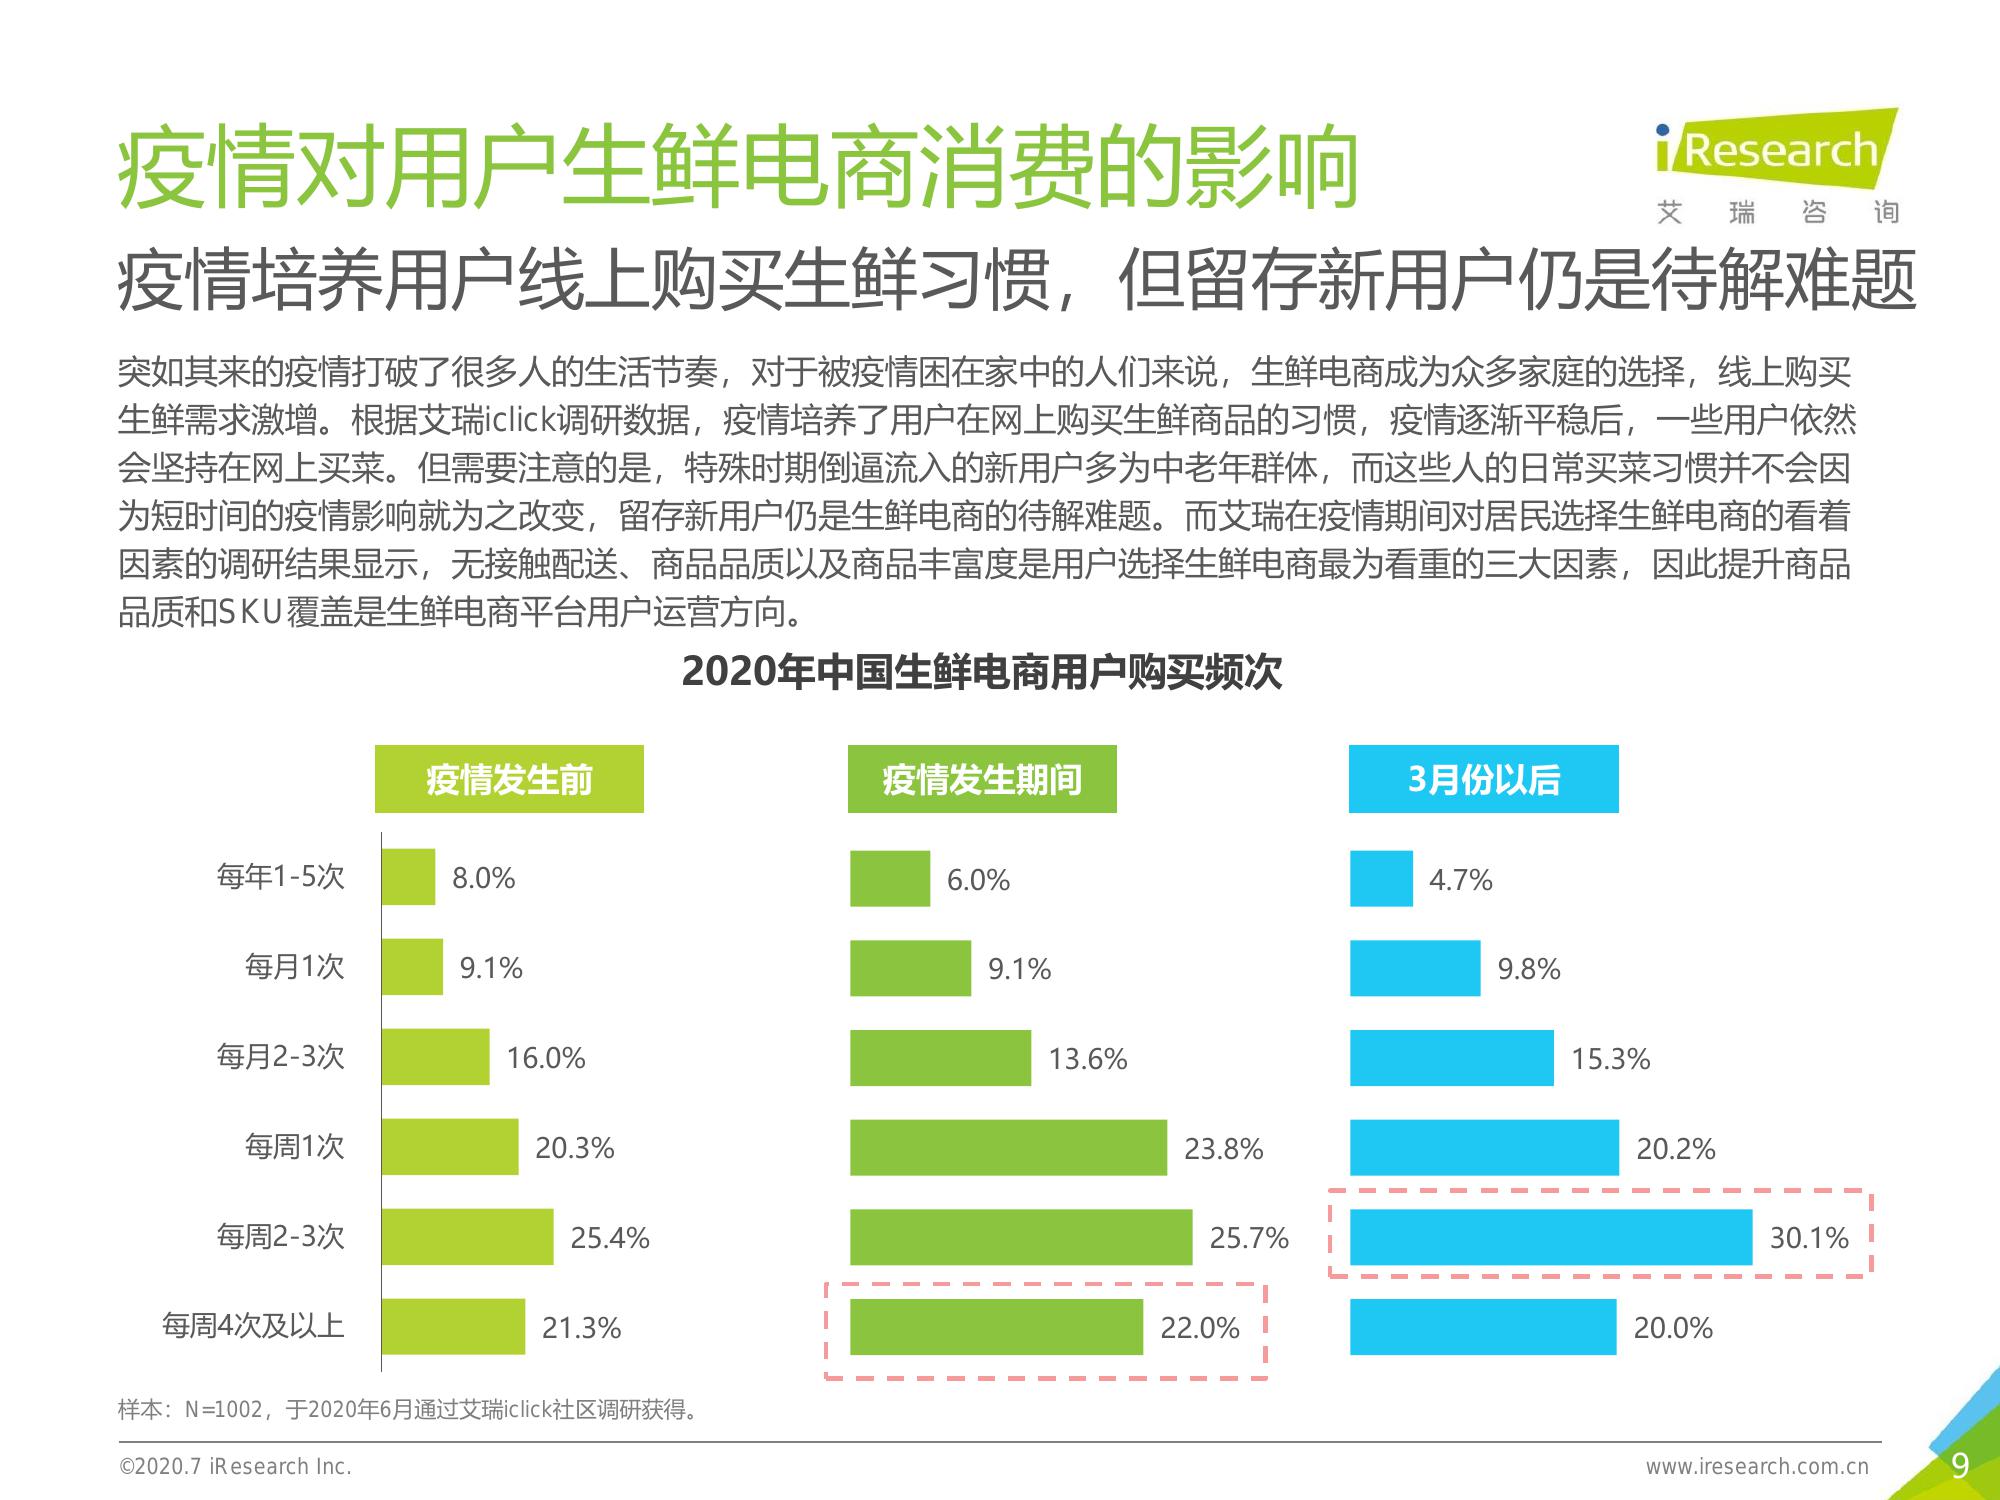 疫情对用户生鲜电商消费的影响
iResearch
艾瑞咨询
疫情培养用户线上购买生鲜习惯，但留存新用户仍是待解难题
突如其来的疫情打破了很多人的生活节奏，对于被疫情困在家中的人们来说，生鲜电商成为众多家庭的选择，线上购买
生鲜需求激增。根据艾瑞iclick调研数据，疫情培养了用户在网上购买生鲜商品的习惯，疫情逐渐平稳后，一些用户依然
会坚持在网上买菜。但需要注意的是，特殊时期倒逼流入的新用户多为中老年群体，而这些人的日常买菜习惯并不会因
为短时间的疫情影响就为之改变，留存新用户仍是生鲜电商的待解难题。而艾瑞在疫情期间对居民选择生鲜电商的看着
因素的调研结果显示，无接触配送、商品品质以及商品丰富度是用户选择生鲜电商最为看重的三大因素，因此提升商品
品质和SKU覆盖是生鲜电商平台用户运营方向。
2020年中国生鲜电商用户购买频次
疫情发生前 疫情发生期间 3月份以后
每年1-5次 8.0% 6.0% 4.7%
每月1次 9.1% 9.1% 9.8%
每月2-3次 16.0% 13.6% 15.3%
每周1次 20.3% 23.8% 20.2%
每周2-3次 25.4% 25.7% 30.1%
每周4次及以上 21.3% 22.0% 20.0%
样本：N=1002，于2020年6月通过艾瑞iclick社区调研获得。
©2020.7 iResearch Inc. www.iresearch.com.cn 9